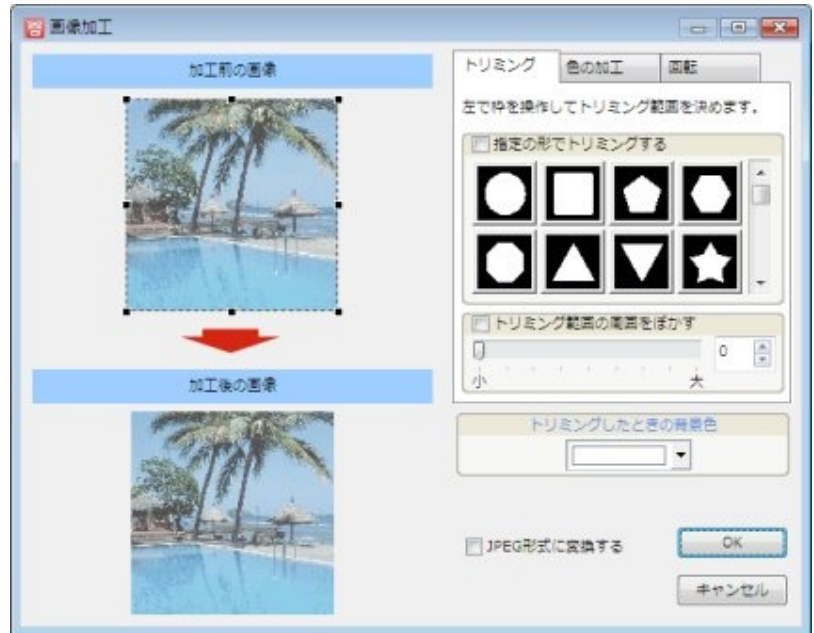 画像加工
加工前の画像
加工後の画像
トリミング
色の加工
回転
左で枠を操作してトリミング範囲を決めます。
指定の形でトリミングする
トリミング範囲の周囲をぼかす
0
小
大
トリミングしたときの背景色
JPEG形式に変換する
OK
キャンセル